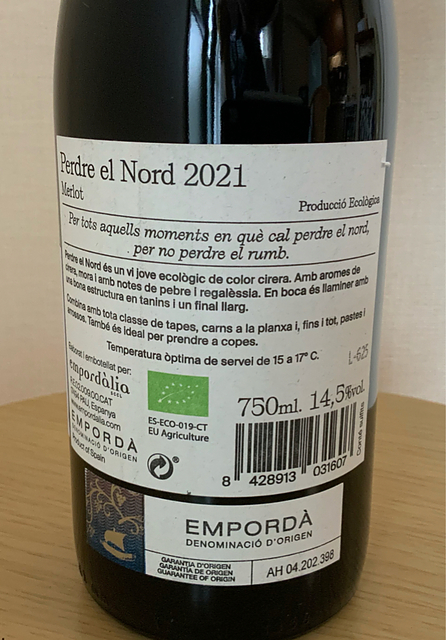 Perdre el Nord 2021
Merlot
Producció Ecològica
Per tots aquells moments en què cal perdre el nord,
per no perdre el rumb.
Perdre el Nord és un vi jove ecològic de color cirera. Amb aromes de
cirera, mora i amb notes de pebre i regalèssia. En boca és llaminer amb
una bona estructura en tanins i un final llarg.
Combina amb tota classe de tapes, carns a la planxa i, fins i tot, pastes i
arrossos. També és ideal per prendre a copes.
Temperatura òptima de servei de 15 a 17º C.
L-625
Elaborat i embotellat per:
empordàlia
SCCL
Espanya
www.empordalia.com
EMPORDÀ
DENOMINACIÓ D'ORIGEN
Product of Spain
ES-ECO-019-CT
EU Agriculture
®
750ml. 14,5%vol.
8 428913 031607
EMPORDÀ
DENOMINACIÓ D'ORIGEN
GARANTIA D'ORIGEN
GARANTÍA DE ORIGEN
GUARANTEE OF ORIGIN
AH 04.202.398